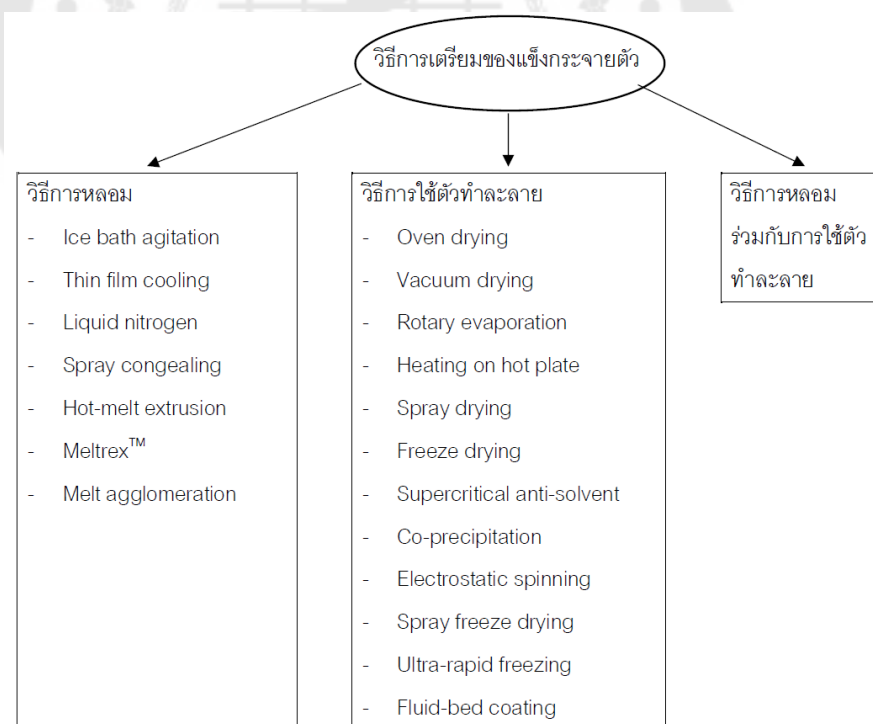 วิธีการเตรียมของแข็งกระจายตัว
วิธีการหลอม
- Ice bath agitation
- Thin film cooling
- Liquid nitrogen
- Spray congealing
- Hot-melt extrusion
- Meltrex™
- Melt agglomeration
วิธีการใช้ตัวทำละลาย
- Oven drying
- Vacuum drying
- Rotary evaporation
- Heating on hot plate
- Spray drying
- Freeze drying
- Supercritical anti-solvent
- Co-precipitation
- Electrostatic spinning
- Spray freeze drying
- Ultra-rapid freezing
- Fluid-bed coating
วิธีการหลอม
ร่วมกับการใช้ตัว
ทำละลาย